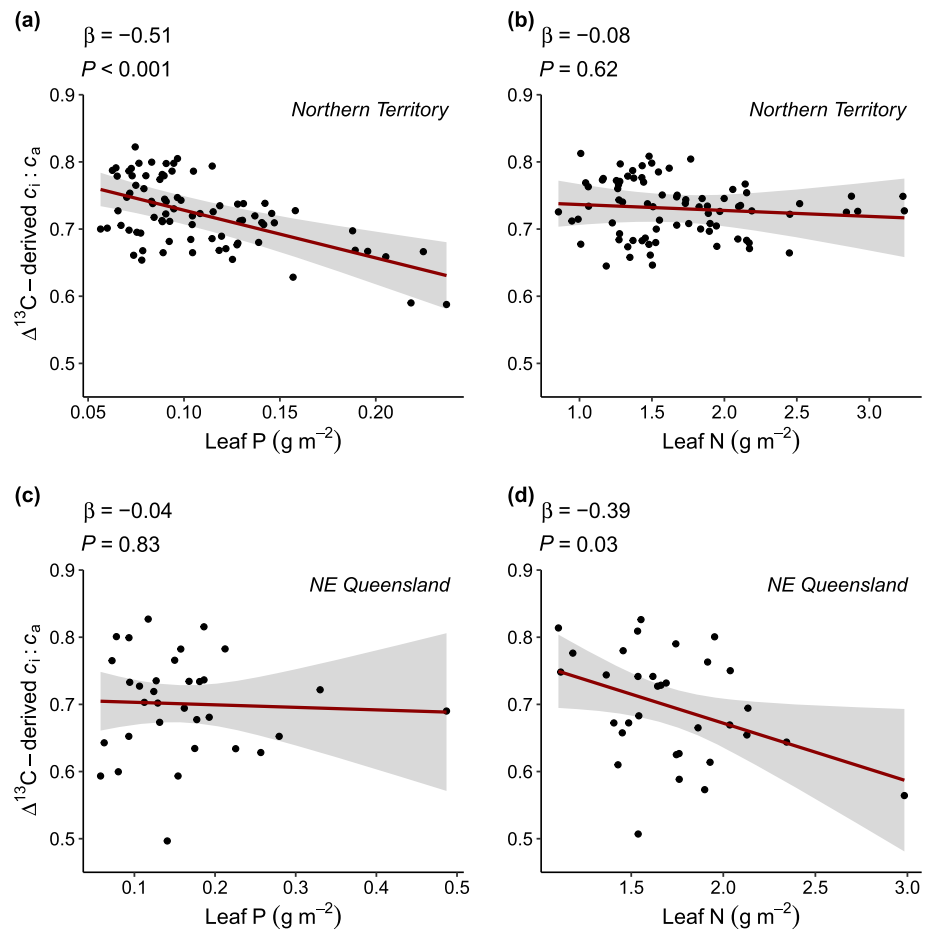 (a)
β = −0.51
P < 0.001
Northern Territory
Δ¹³C − derived cᵢ : cₐ
0.9
0.8
0.7
0.6
0.5
0.05 0.10 0.15 0.20
Leaf P (g m⁻²)
(b)
β = −0.08
P = 0.62
Northern Territory
0.9
0.8
0.7
0.6
0.5
1.0 1.5 2.0 2.5 3.0
Leaf N (g m⁻²)
(c)
β = −0.04
P = 0.83
NE Queensland
Δ¹³C − derived cᵢ : cₐ
0.9
0.8
0.7
0.6
0.5
0.1 0.2 0.3 0.4 0.5
Leaf P (g m⁻²)
(d)
β = −0.39
P = 0.03
NE Queensland
0.9
0.8
0.7
0.6
0.5
1.5 2.0 2.5 3.0
Leaf N (g m⁻²)